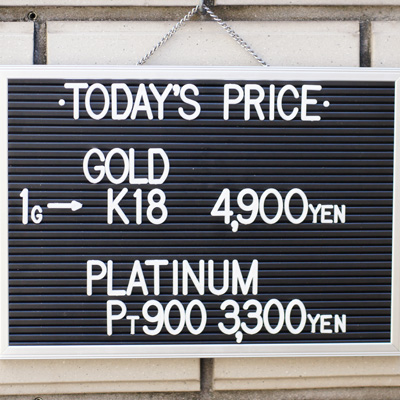 ·TODAY'S PRICE·
GOLD
1G→ K18 4,900YEN
PLATINUM
PT900 3,300YEN